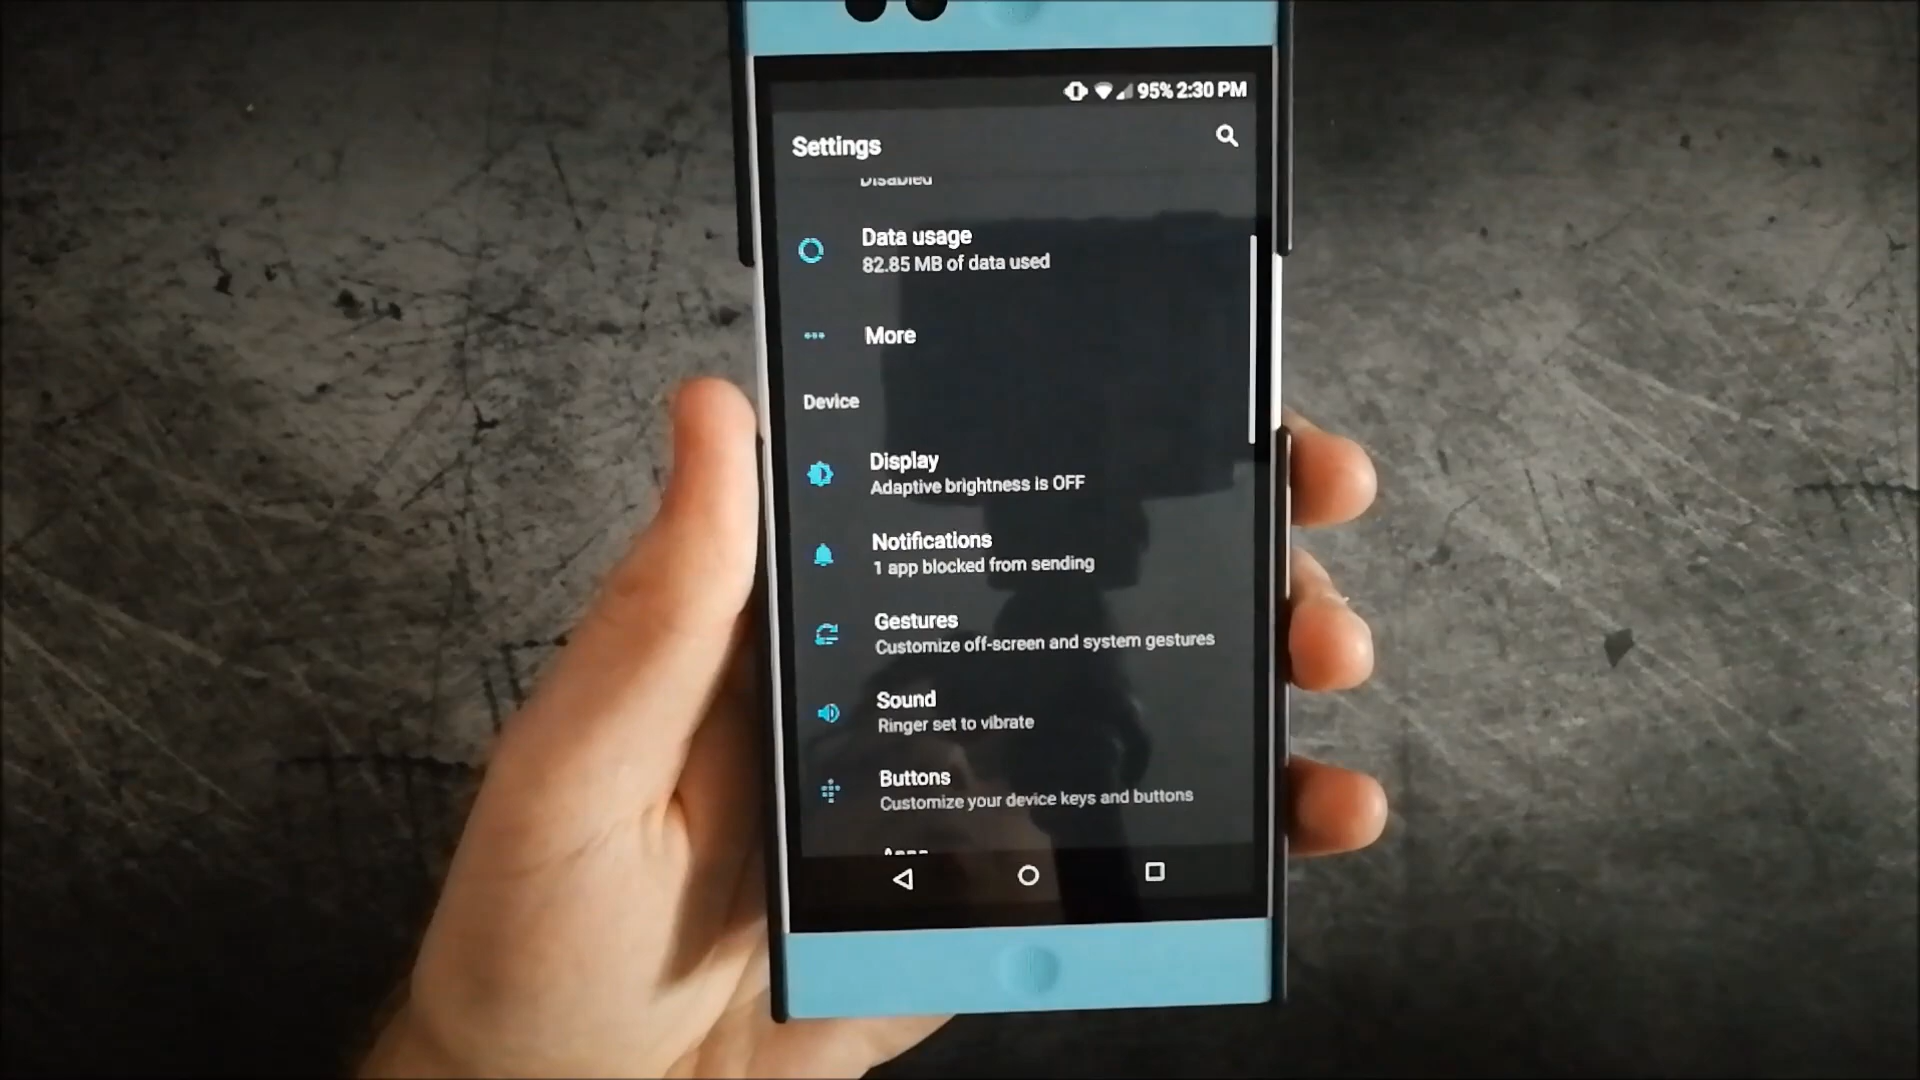 95% 2:30 PM
Settings
Disabled
Data usage
82.85 MB of data used
More
Device
Display
Adaptive brightness is OFF
Notifications
1 app blocked from sending
Gestures
Customize off-screen and system gestures
Sound
Ringer set to vibrate
Buttons
Customize your device keys and buttons
Apps